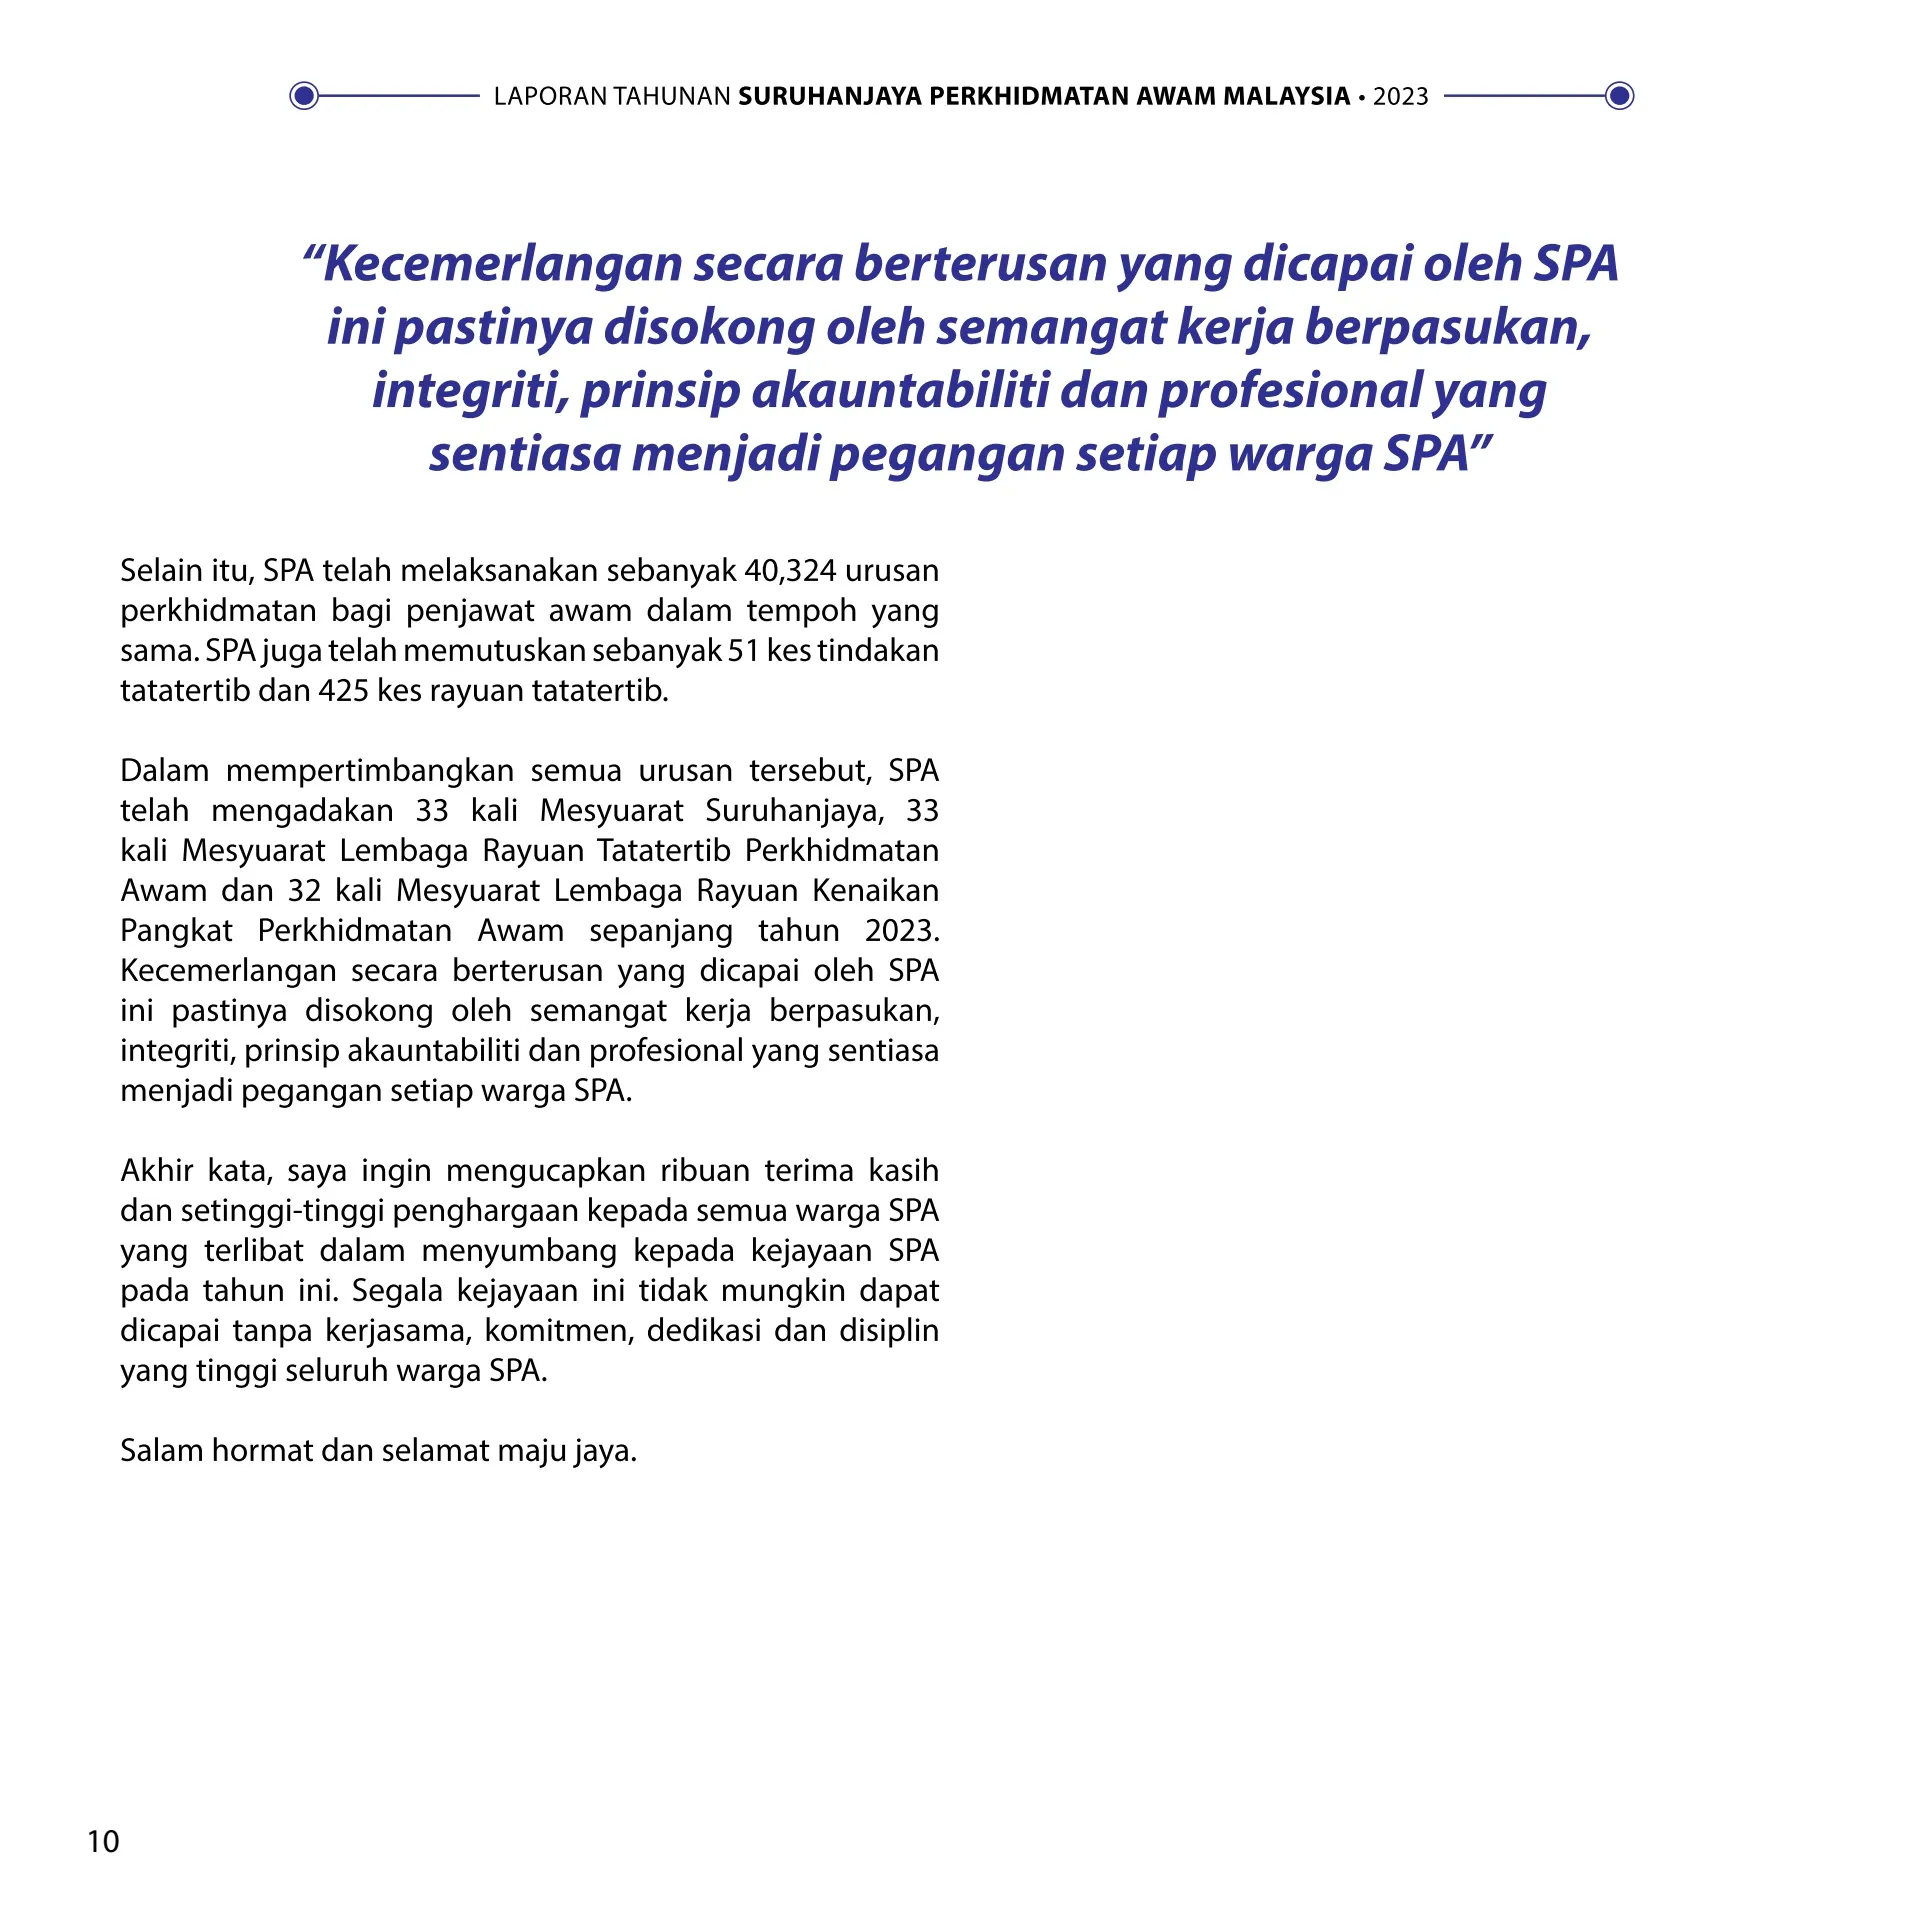 LAPORAN TAHUNAN SURUHANJAYA PERKHIDMATAN AWAM MALAYSIA • 2023
“Kecemerlangan secara berterusan yang dicapai oleh SPA
ini pastinya disokong oleh semangat kerja berpasukan,
integriti, prinsip akauntabiliti dan profesional yang
sentiasa menjadi pegangan setiap warga SPA”
Selain itu, SPA telah melaksanakan sebanyak 40,324 urusan
perkhidmatan bagi penjawat awam dalam tempoh yang
sama. SPA juga telah memutuskan sebanyak 51 kes tindakan
tatatertib dan 425 kes rayuan tatatertib.
Dalam mempertimbangkan semua urusan tersebut, SPA
telah mengadakan 33 kali Mesyuarat Suruhanjaya, 33
kali Mesyuarat Lembaga Rayuan Tatatertib Perkhidmatan
Awam dan 32 kali Mesyuarat Lembaga Rayuan Kenaikan
Pangkat Perkhidmatan Awam sepanjang tahun 2023.
Kecemerlangan secara berterusan yang dicapai oleh SPA
ini pastinya disokong oleh semangat kerja berpasukan,
integriti, prinsip akauntabiliti dan profesional yang sentiasa
menjadi pegangan setiap warga SPA.
Akhir kata, saya ingin mengucapkan ribuan terima kasih
dan setinggi-tinggi penghargaan kepada semua warga SPA
yang terlibat dalam menyumbang kepada kejayaan SPA
pada tahun ini. Segala kejayaan ini tidak mungkin dapat
dicapai tanpa kerjasama, komitmen, dedikasi dan disiplin
yang tinggi seluruh warga SPA.
Salam hormat dan selamat maju jaya.
10